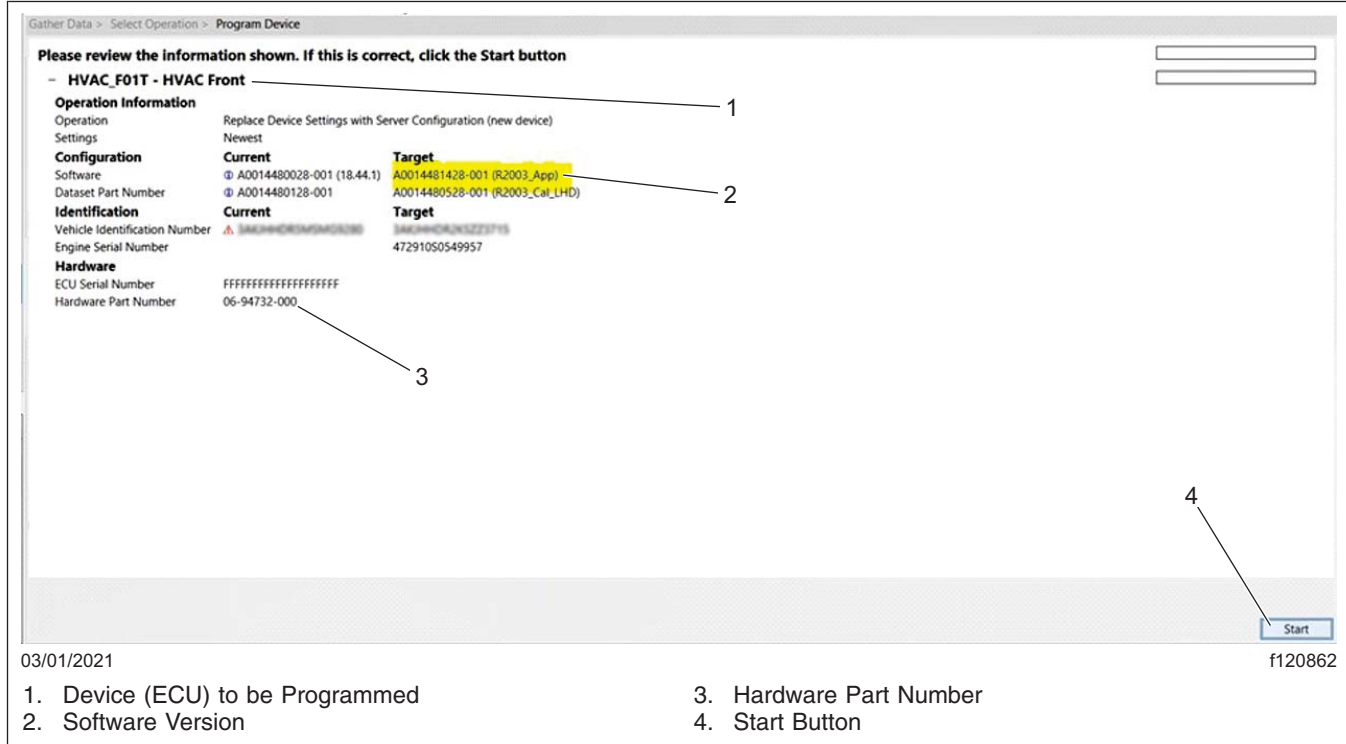 Gather Data > Select Operation > Program Device
Please review the information shown. If this is correct, click the Start button
− HVAC_F01T - HVAC Front
1
Operation Information
Operation Replace Device Settings with Server Configuration (new device)
Settings Newest
Configuration Current Target
Software A0014480028-001 (18.44.1) A0014481428-001 (R2003_App)
2
Dataset Part Number A0014480128-001 A0014480528-001 (R2003_Cal_LHD)
Identification Current Target
Vehicle Identification Number
Engine Serial Number 472910S0549957
Hardware
ECU Serial Number FFFFFFFFFFFFFFFFFFFF
Hardware Part Number 06-94732-000
3
4
Start
03/01/2021 f120862
1. Device (ECU) to be Programmed 3. Hardware Part Number
2. Software Version 4. Start Button